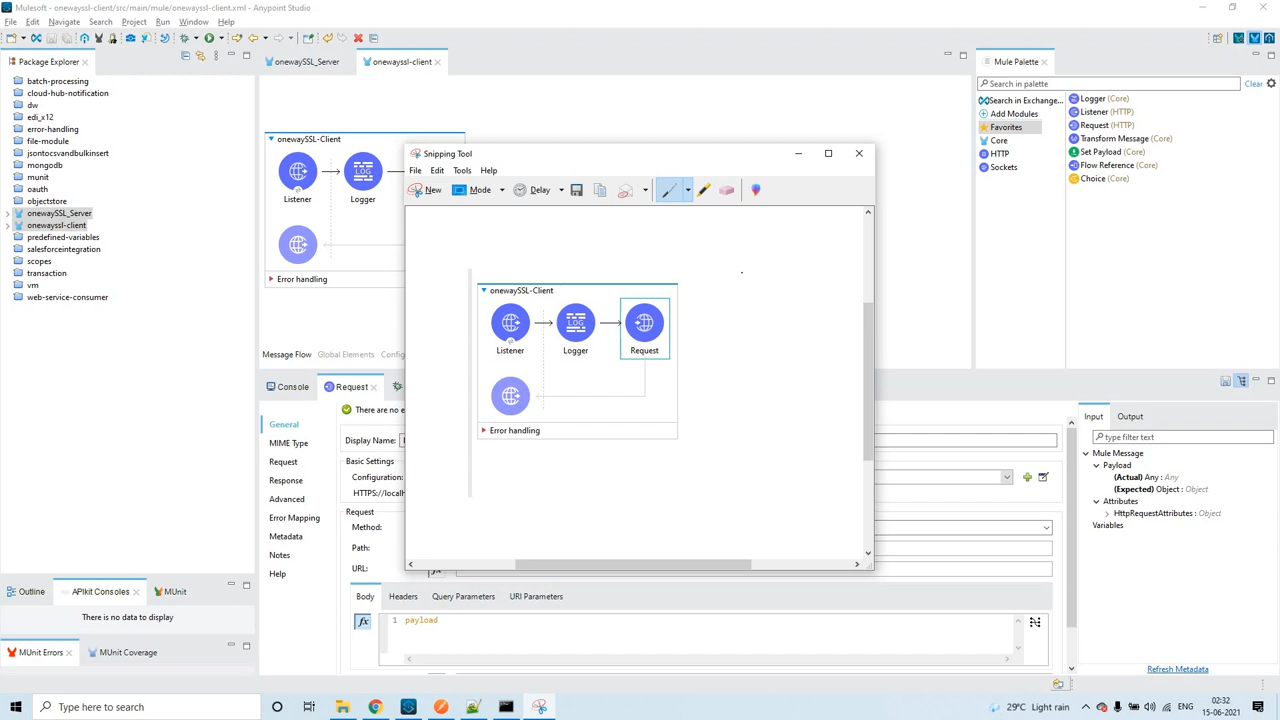 Mulesoft - onewayssl-client/src/main/mule/onewayssl-client.xml - Anypoint Studio
File Edit Navigate Search Project Run Window Help
Package Explorer
batch-processing
cloud-hub-notification
dw
edi_x12
error-handling
file-module
jsontocsvandbulkinsert
mongodb
munit
oauth
objectstore
onewaySSL_Server
onewayssl-client
predefined-variables
salesforceintegration
scopes
transaction
vm
web-service-consumer
Outline APIkit Consoles MUnit
There is no data to display
MUnit Errors MUnit Coverage
onewaySSL_Server onewayssl-client
onewaySSL-Client
LOG
Listener Logger
Error handling
Message Flow Global Elements
Snipping Tool
File Edit Tools Help
New Mode Delay
onewaySSL-Client
LOG
Listener Logger Request
Error handling
Console Request
General
MIME Type
Request
Response
Advanced
Error Mapping
Metadata
Notes
Help
There are no
Display Name:
Basic Settings
Configuration:
Request
Method:
Path:
URL:
Body Headers Query Parameters URI Parameters
fx 1 payload
Mule Palette
Search in palette Clear
Search in Exchange...
Add Modules
Favorites
Core
HTTP
Sockets
Logger (Core)
Listener (HTTP)
Request (HTTP)
Transform Message (Core)
Set Payload (Core)
Flow Reference (Core)
Choice (Core)
Input Output
type filter text
Mule Message
Payload
(Actual) Any : Any
(Expected) Object : Object
Attributes
HttpRequestAttributes : Object
Variables
Refresh Metadata
Type here to search
29°C Light rain ENG 02:32
15-06-2021